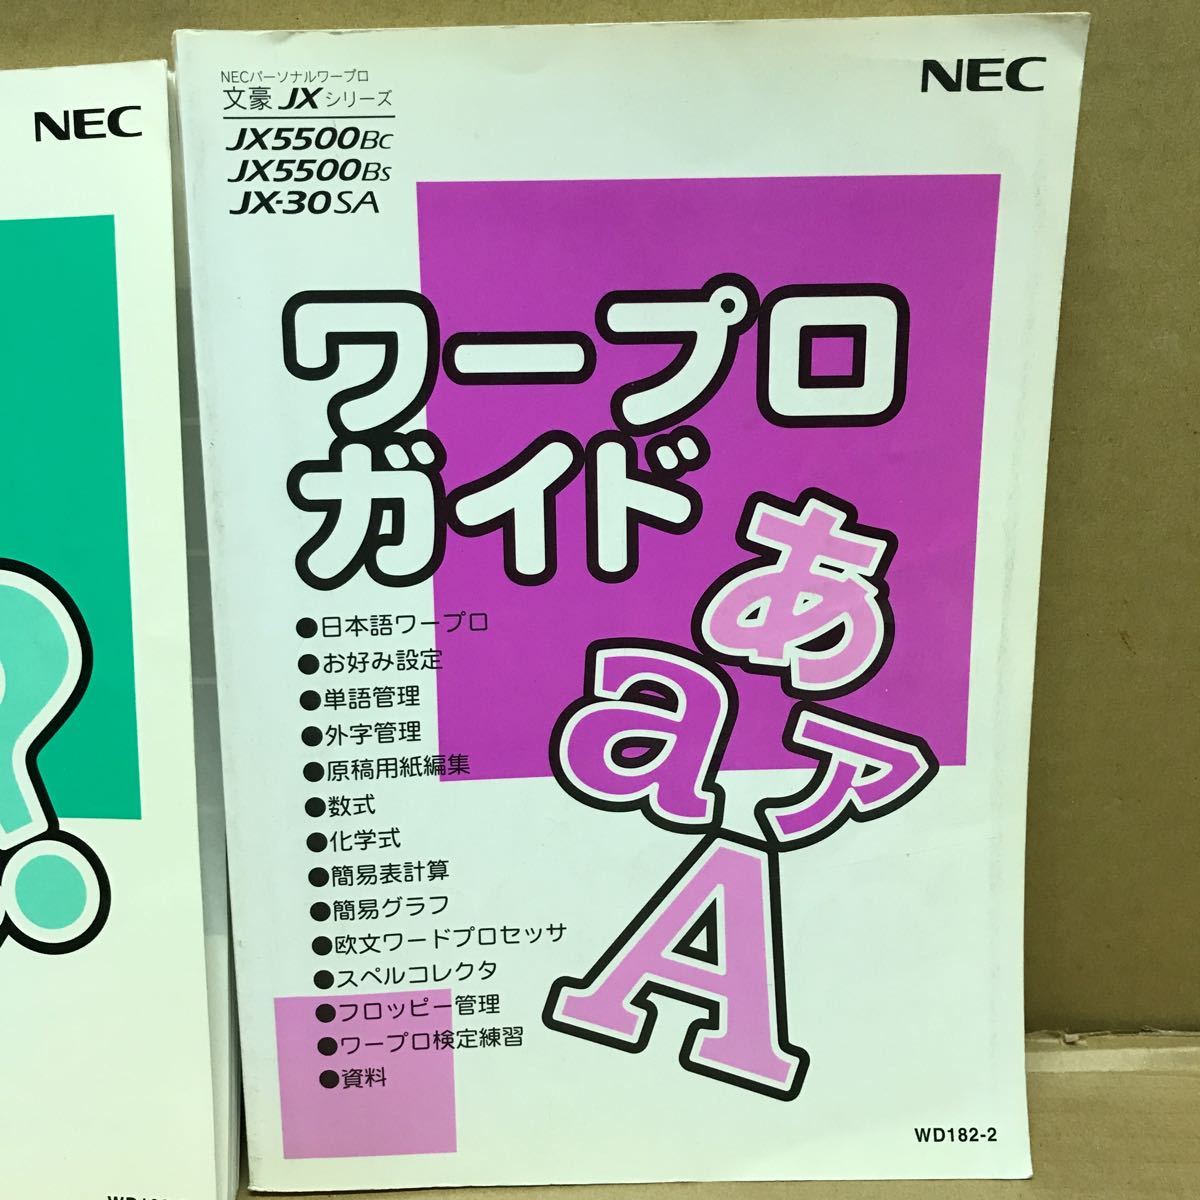 NEC
NECパーソナルワープロ
文豪 JXシリーズ
JX5500BC
JX5500BS
JX-30SA
NEC
ワープロ
ガイド
あ
a
ア
A
●日本語ワープロ
●お好み設定
●単語管理
●外字管理
●原稿用紙編集
●数式
●化学式
●簡易表計算
●簡易グラフ
●欧文ワードプロセッサ
●スペルコレクタ
●フロッピー管理
●ワープロ検定練習
●資料
WD182-2
?